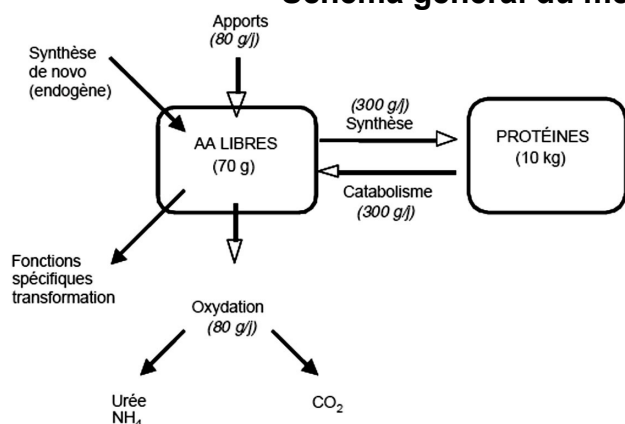 Schéma général du mé
Apports
(80 g/j)
Synthèse
de novo
(endogène)
(300 g/j)
Synthèse
AA LIBRES
(70 g)
PROTÉINES
(10 kg)
Catabolisme
(300 g/j)
Fonctions
spécifiques
transformation
Oxydation
(80 g/j)
Urée
NH4
CO2